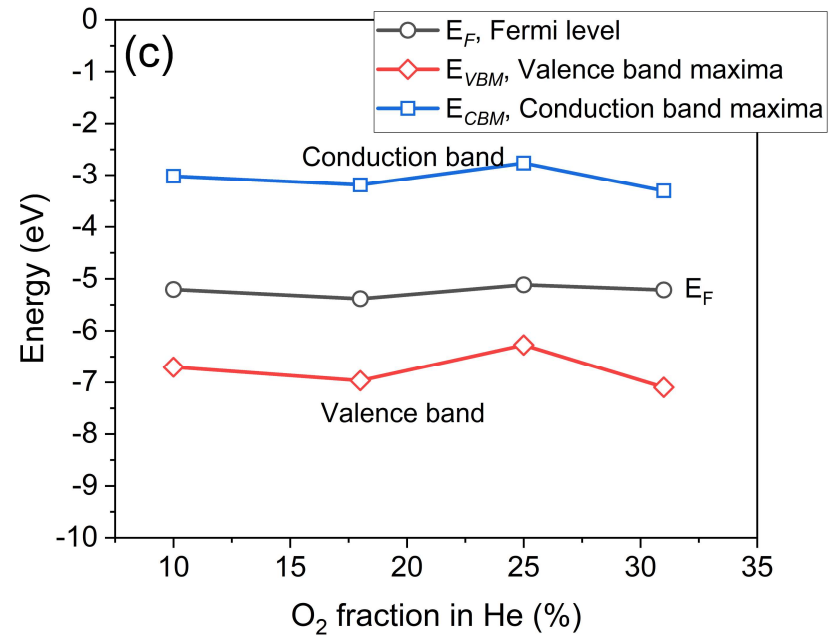 (c)
E_F, Fermi level
E_VBM, Valence band maxima
E_CBM, Conduction band maxima
Conduction band
E_F
Valence band
Energy (eV)
0
-1
-2
-3
-4
-5
-6
-7
-8
-9
-10
10
15
20
25
30
35
O₂ fraction in He (%)